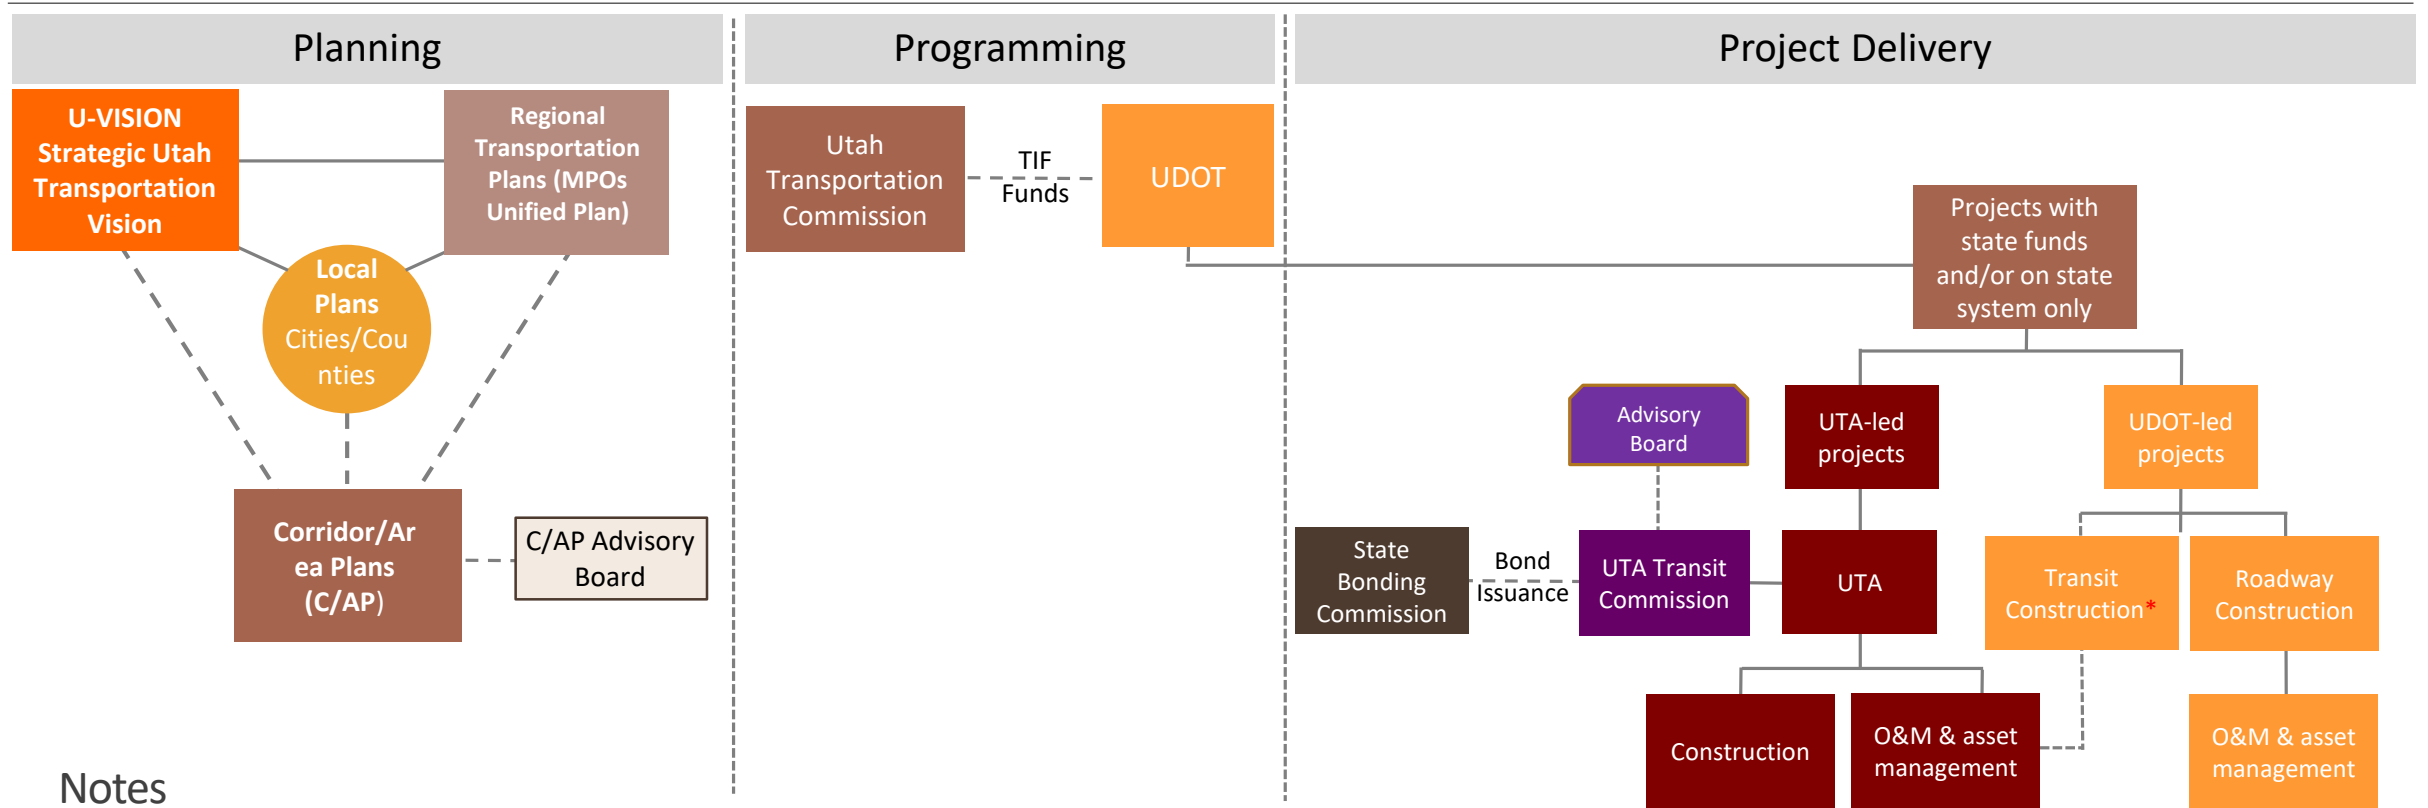 Planning
Programming
Project Delivery
U-VISION
Strategic Utah
Transportation
Vision
Regional
Transportation
Plans (MPOs
Unified Plan)
Local
Plans
Cities/Cou
nties
Corridor/Ar
ea Plans
(C/AP)
C/AP Advisory
Board
Utah
Transportation
Commission
TIF
Funds
UDOT
Projects with
state funds
and/or on state
system only
Advisory
Board
UTA-led
projects
UDOT-led
projects
State
Bonding
Commission
Bond
Issuance
UTA Transit
Commission
UTA
Transit
Construction*
Roadway
Construction
Construction
O&M & asset
management
O&M & asset
management
Notes